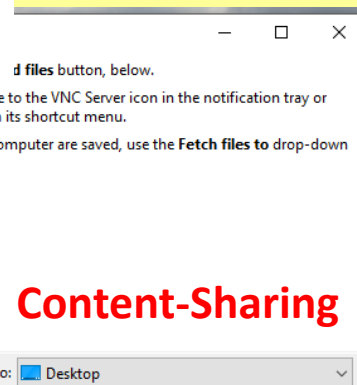 d files button, below.
e to the VNC Server icon in the notification tray or
its shortcut menu.
omputer are saved, use the Fetch files to drop-down
Content-Sharing
o: Desktop